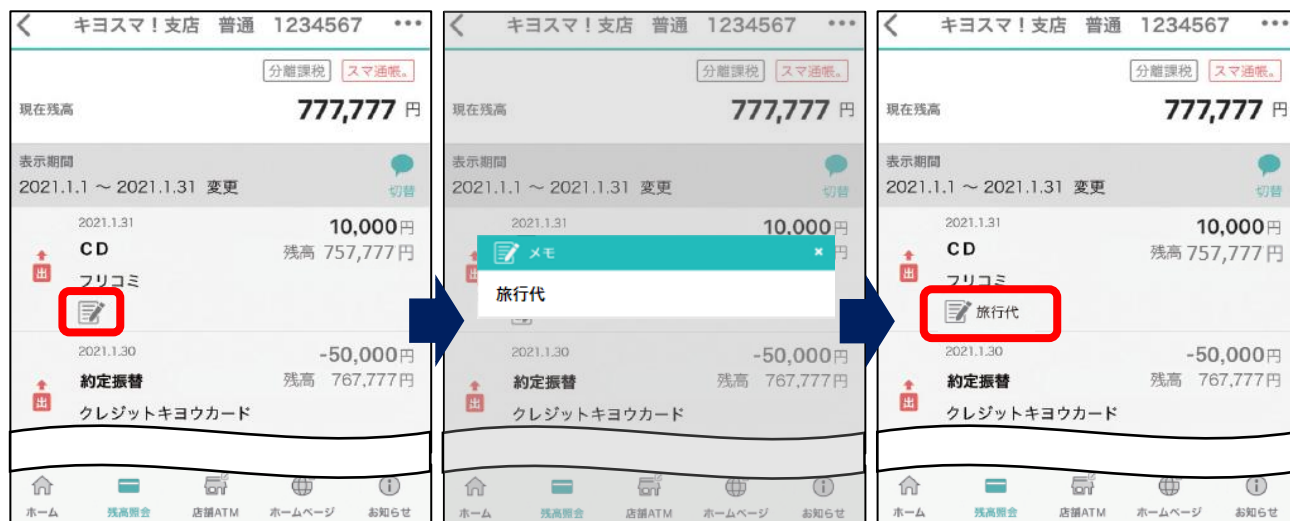 キヨスマ！支店 普通 1234567
分離課税 スマ通帳。
現在残高 777,777 円
表示期間
2021.1.1 ～ 2021.1.31 変更
切替
2021.1.31 10,000円
CD 残高 757,777円
出
フリコミ
2021.1.30 -50,000円
約定振替 残高 767,777円
出
クレジットキヨウカード
ホーム 残高照会 店舗ATM ホームページ お知らせ
キヨスマ！支店 普通 1234567
分離課税 スマ通帳。
現在残高 777,777 円
表示期間
2021.1.1 ～ 2021.1.31 変更
切替
2021.1.31 10,000円
メモ ×
旅行代
2021.1.30 -50,000円
約定振替 残高 767,777円
出
クレジットキヨウカード
ホーム 残高照会 店舗ATM ホームページ お知らせ
キヨスマ！支店 普通 1234567
分離課税 スマ通帳。
現在残高 777,777 円
表示期間
2021.1.1 ～ 2021.1.31 変更
切替
2021.1.31 10,000円
CD 残高 757,777円
出
フリコミ
旅行代
2021.1.30 -50,000円
約定振替 残高 767,777円
出
クレジットキヨウカード
ホーム 残高照会 店舗ATM ホームページ お知らせ